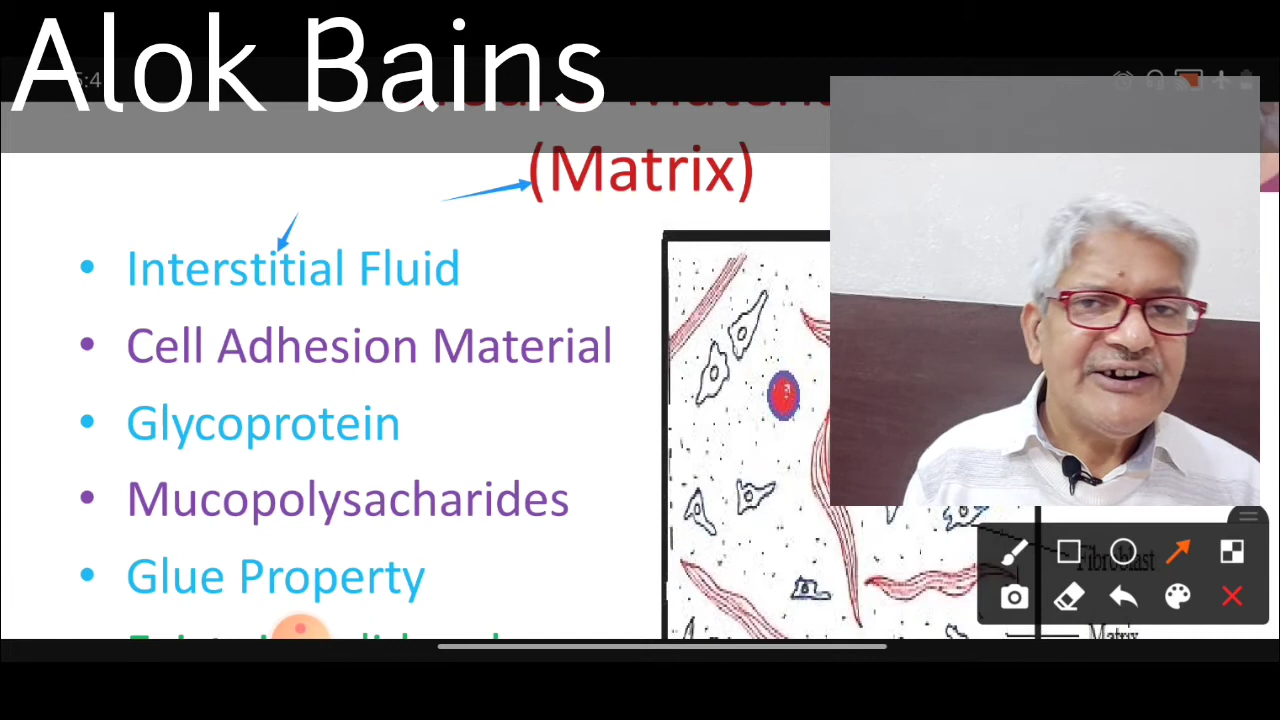 Alok Bains
(Matrix)
• Interstitial Fluid
• Cell Adhesion Material
• Glycoprotein
• Mucopolysacharides
• Glue Property
Fibroblast
Matrix